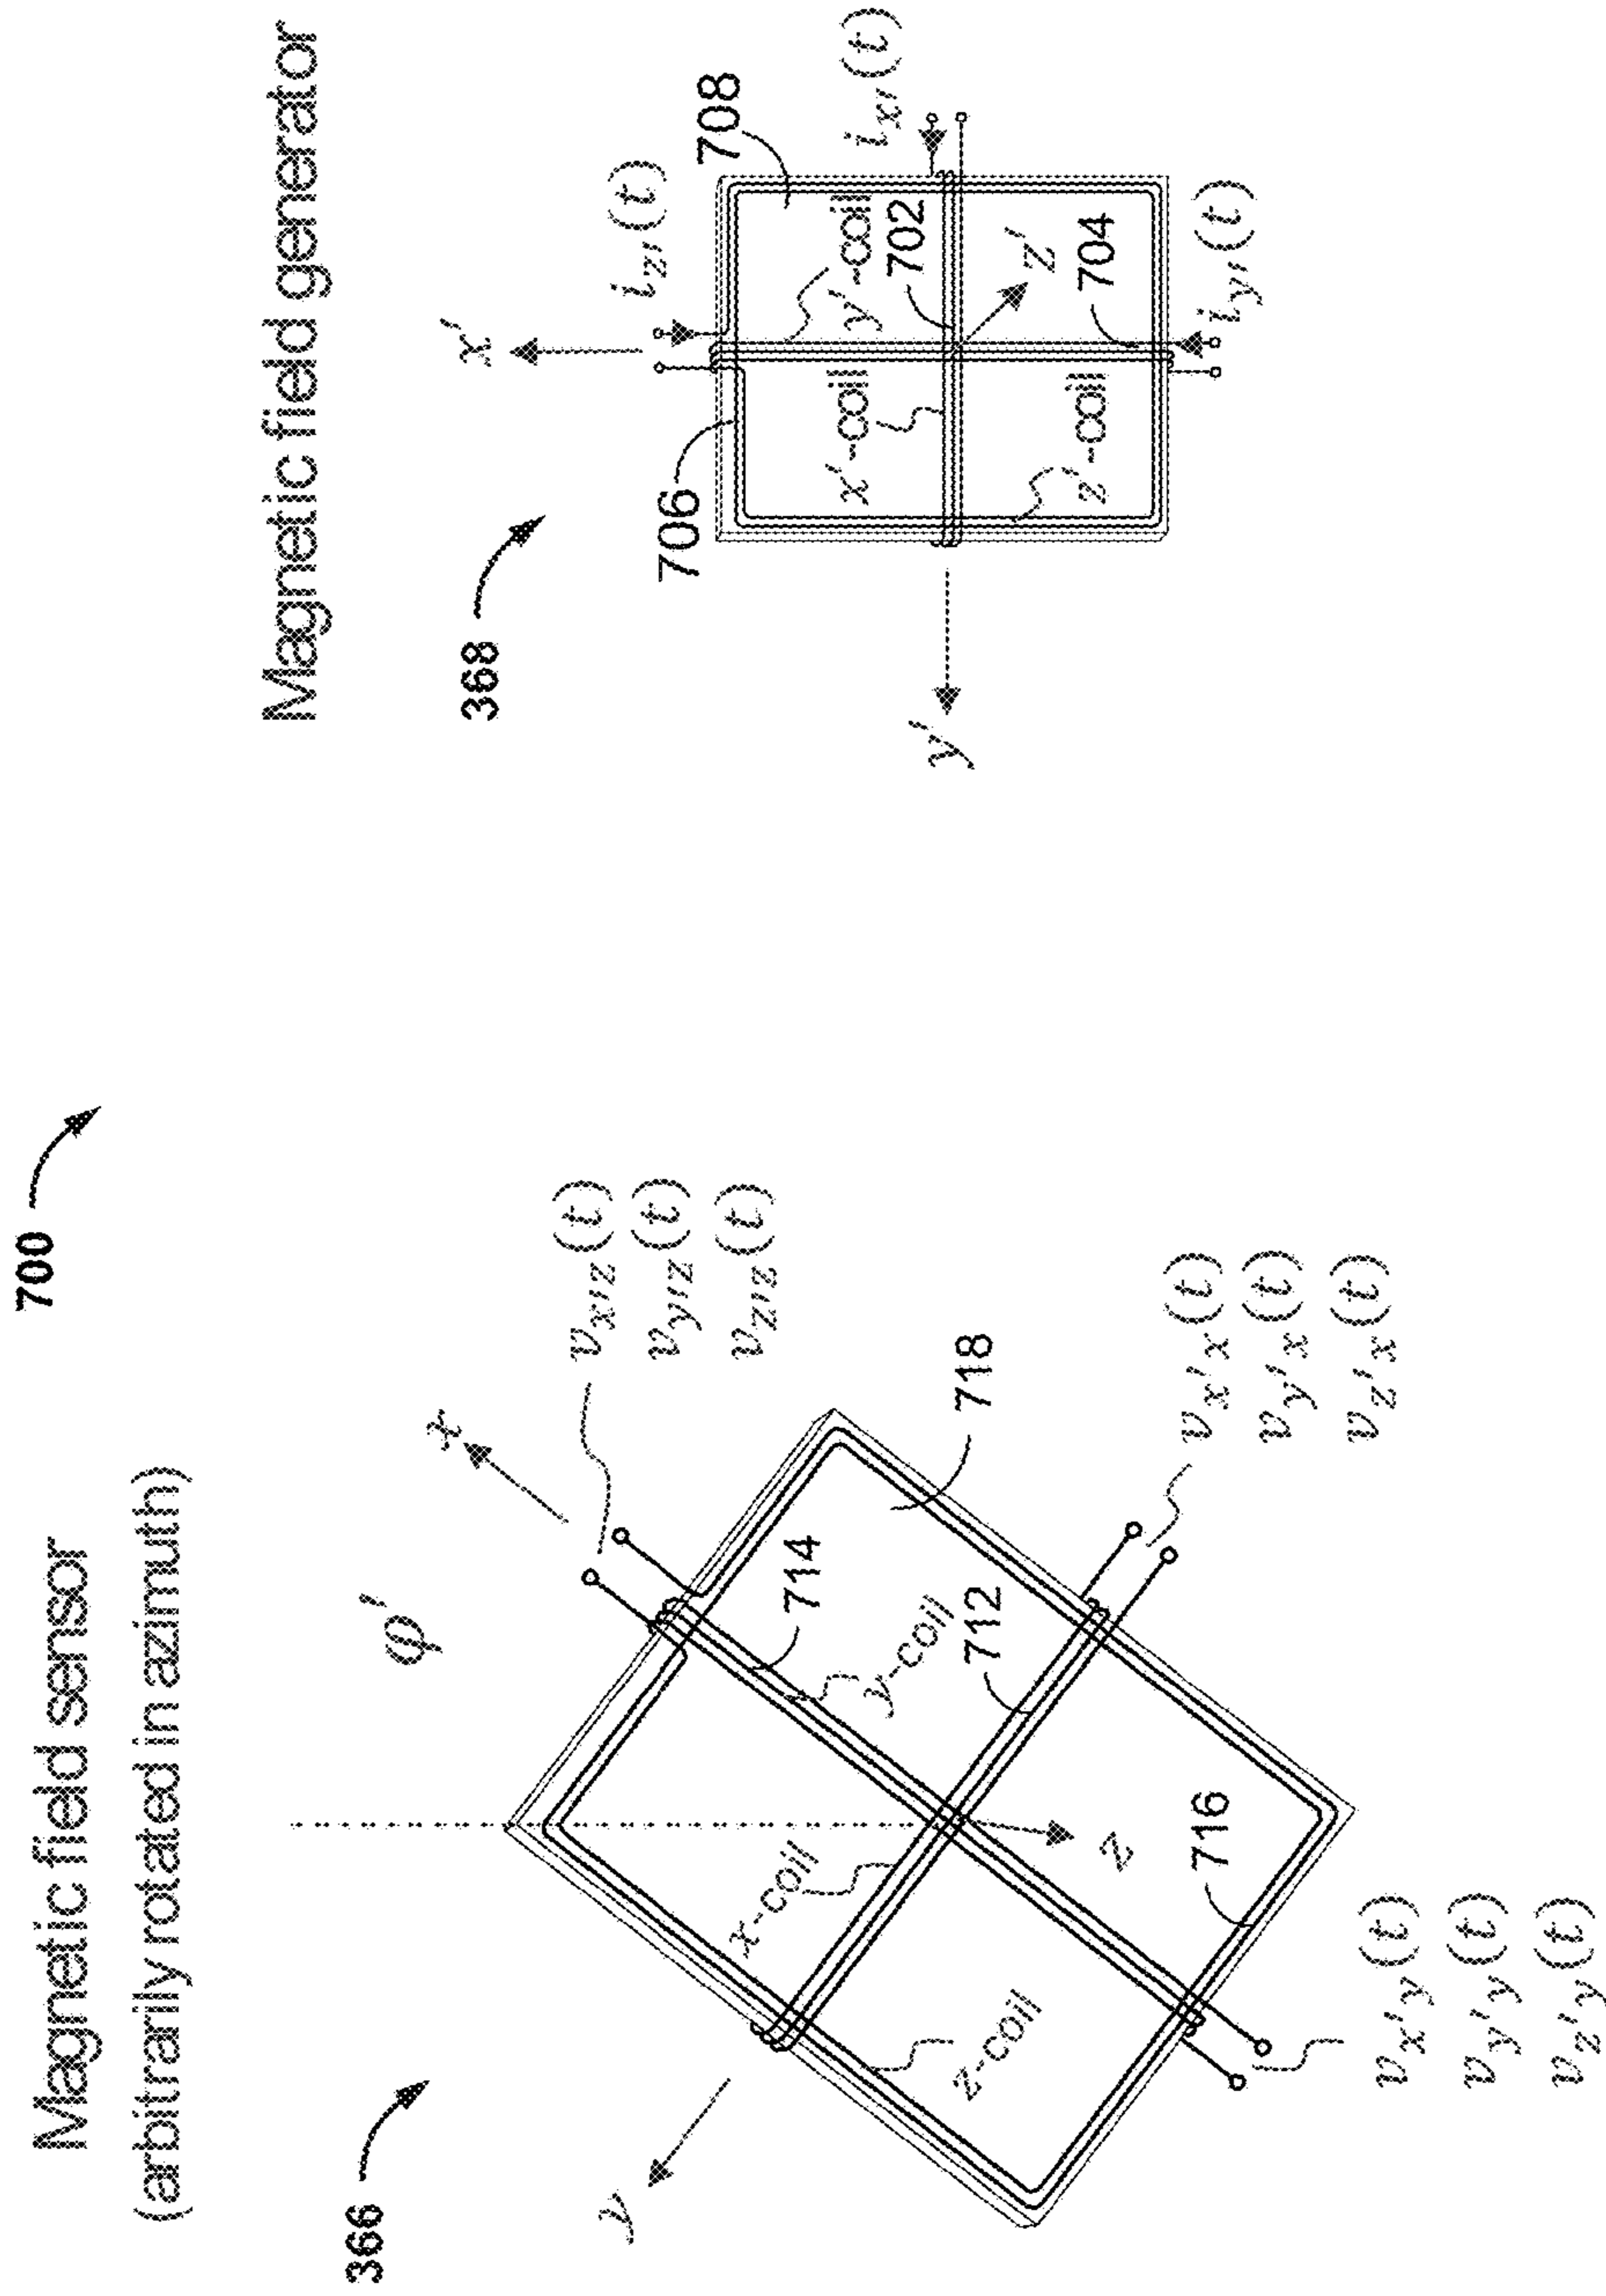 700
Magnetic field sensor
(arbitrarily rotated in azimuth)
366
φ'
x
y
z
714
y-coil
x-coil
712
718
z-coil
716
v_{x'z}(t)
v_{y'z}(t)
v_{z'z}(t)
v_{x'x}(t)
v_{y'x}(t)
v_{z'x}(t)
v_{x'y}(t)
v_{y'y}(t)
v_{z'y}(t)
Magnetic field generator
368
x'
y'
z'
i_{z'}(t)
706
708
x'-coil
y'-coil
702
i_{x'}(t)
z'-coil
704
i_{y'}(t)